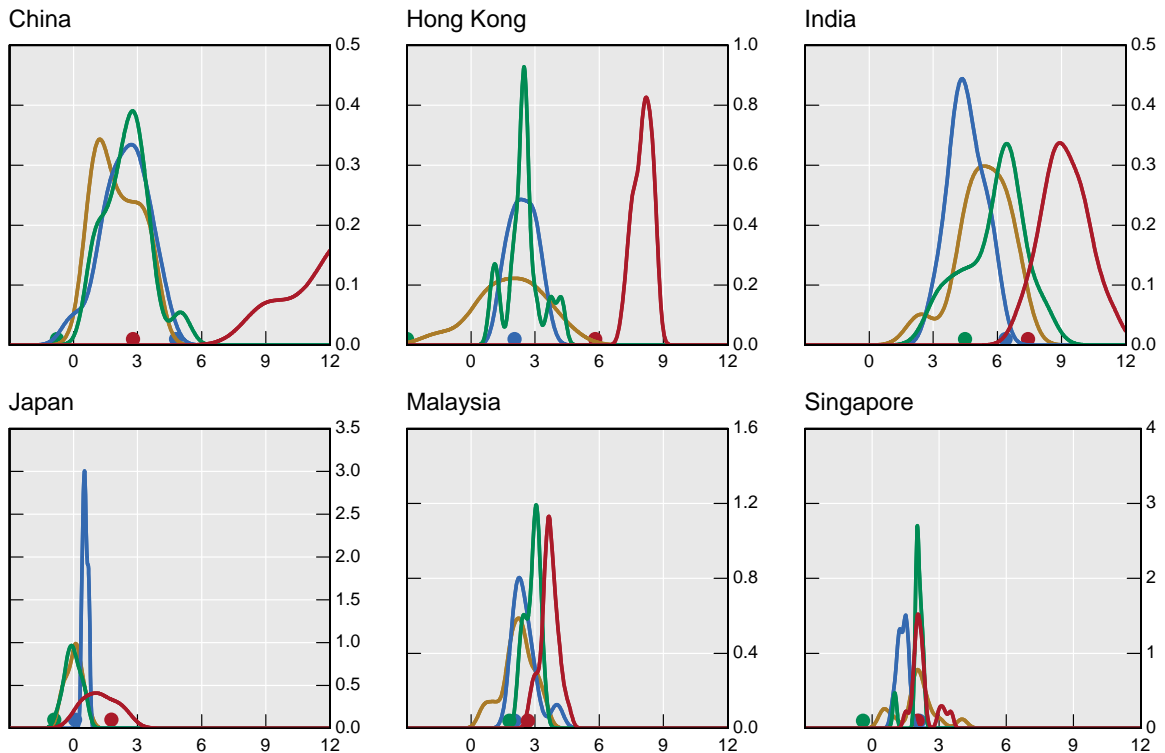 China Hong Kong India
0.5 1.0 0.5
0.4 0.8 0.4
0.3 0.6 0.3
0.2 0.4 0.2
0.1 0.2 0.1
0.0 0.0 0.0
0 3 6 9 12 0 3 6 9 12 0 3 6 9 12
Japan Malaysia Singapore
3.5 1.6 4
3.0
2.5 1.2 3
2.0
0.8 2
1.5
1.0
0.4 1
0.5
0.0 0.0 0
0 3 6 9 12 0 3 6 9 12 0 3 6 9 12